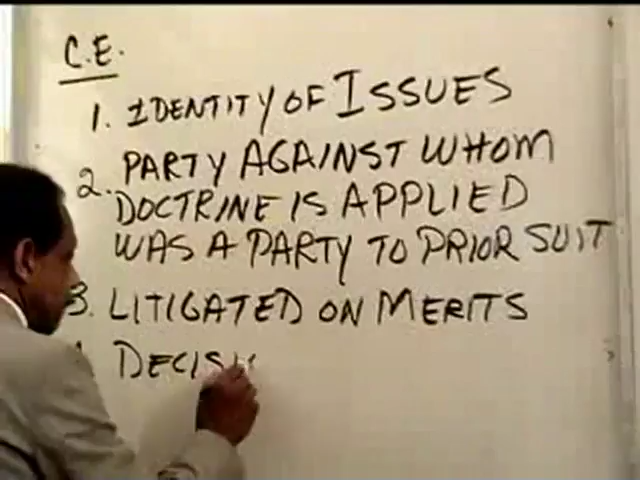 C.E.
1. IDENTITY OF ISSUES
2. PARTY AGAINST WHOM
DOCTRINE IS APPLIED
WAS A PARTY TO PRIOR SUIT
3. LITIGATED ON MERITS
DECISI